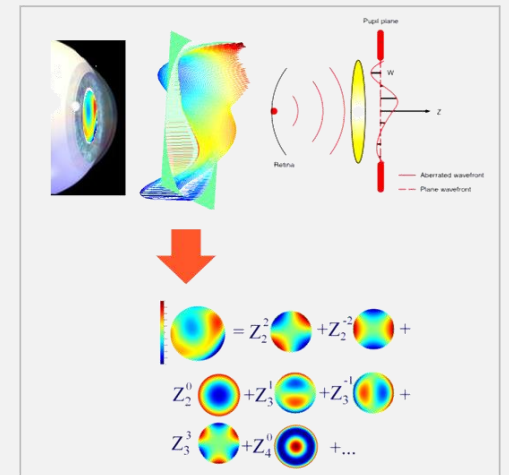 Pupil plane
W
Z
Retina
Aberrated wavefront
Plane wavefront
= Z₂² + Z₂⁻² +
Z₂⁰ + Z₃¹ + Z₃⁻¹ +
Z₃³ + Z₄⁰ +...